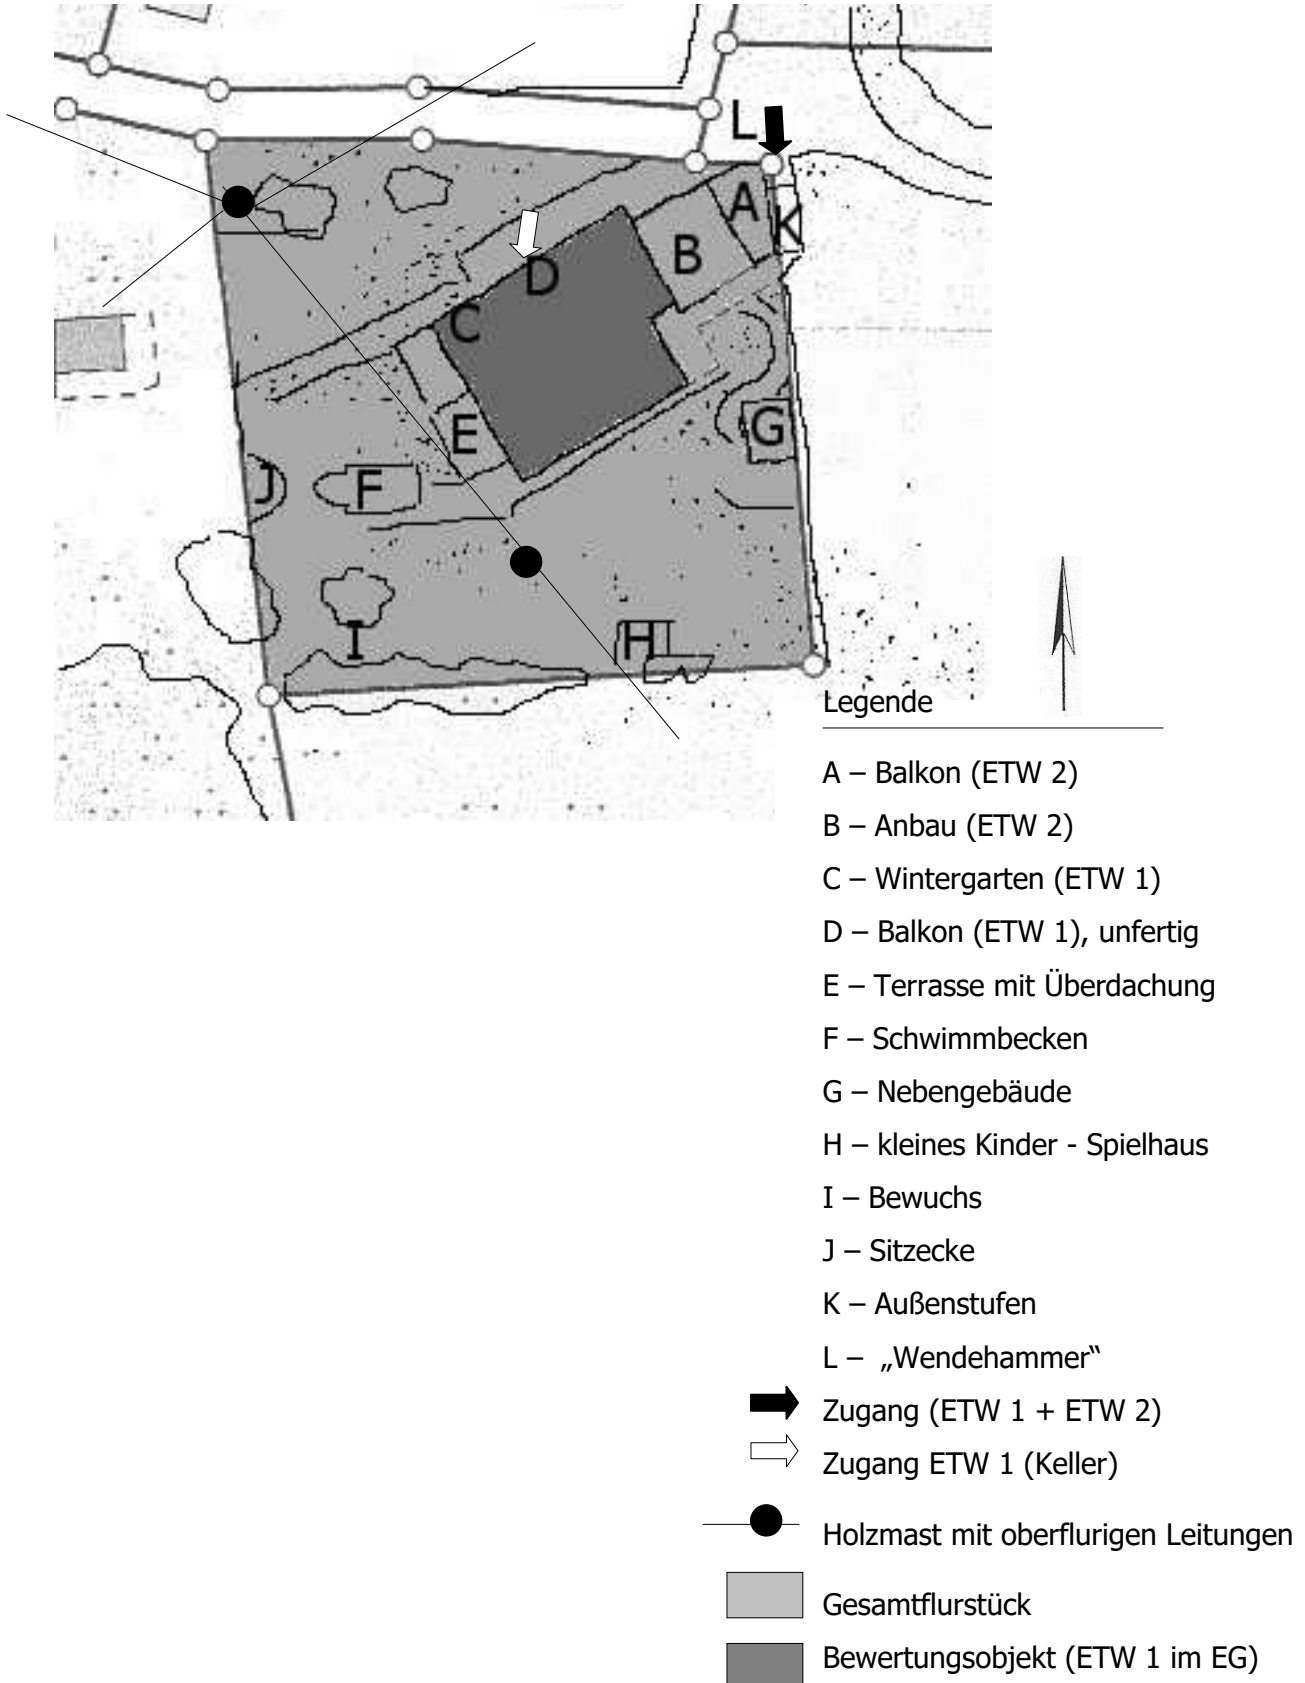 L
A
K
B
D
C
E
G
J
F
I
H
Legende
A – Balkon (ETW 2)
B – Anbau (ETW 2)
C – Wintergarten (ETW 1)
D – Balkon (ETW 1), unfertig
E – Terrasse mit Überdachung
F – Schwimmbecken
G – Nebengebäude
H – kleines Kinder - Spielhaus
I – Bewuchs
J – Sitzecke
K – Außenstufen
L – „Wendehammer“
Zugang (ETW 1 + ETW 2)
Zugang ETW 1 (Keller)
Holzmast mit oberflurigen Leitungen
Gesamtflurstück
Bewertungsobjekt (ETW 1 im EG)